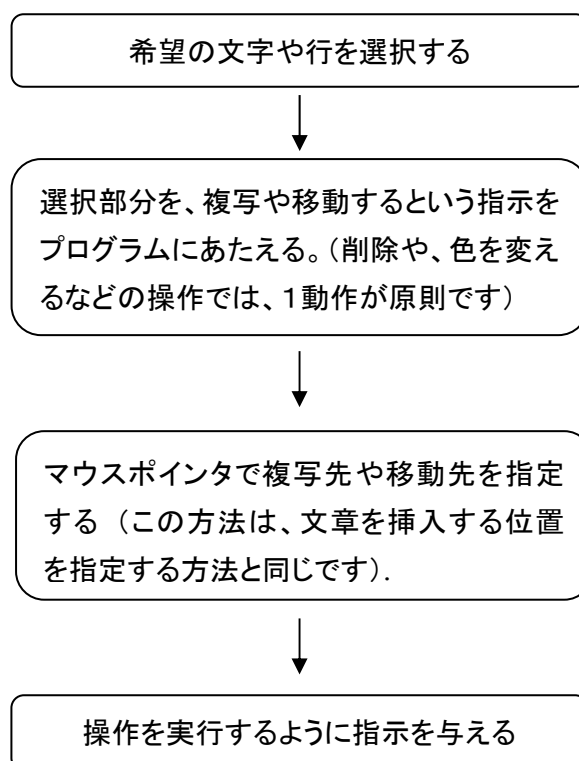 希望の文字や行を選択する
選択部分を、複写や移動するという指示を
プログラムにあたえる。（削除や、色を変え
るなどの操作では、１動作が原則です）
マウスポインタで複写先や移動先を指定
する（この方法は、文章を挿入する位置
を指定する方法と同じです）.
操作を実行するように指示を与える